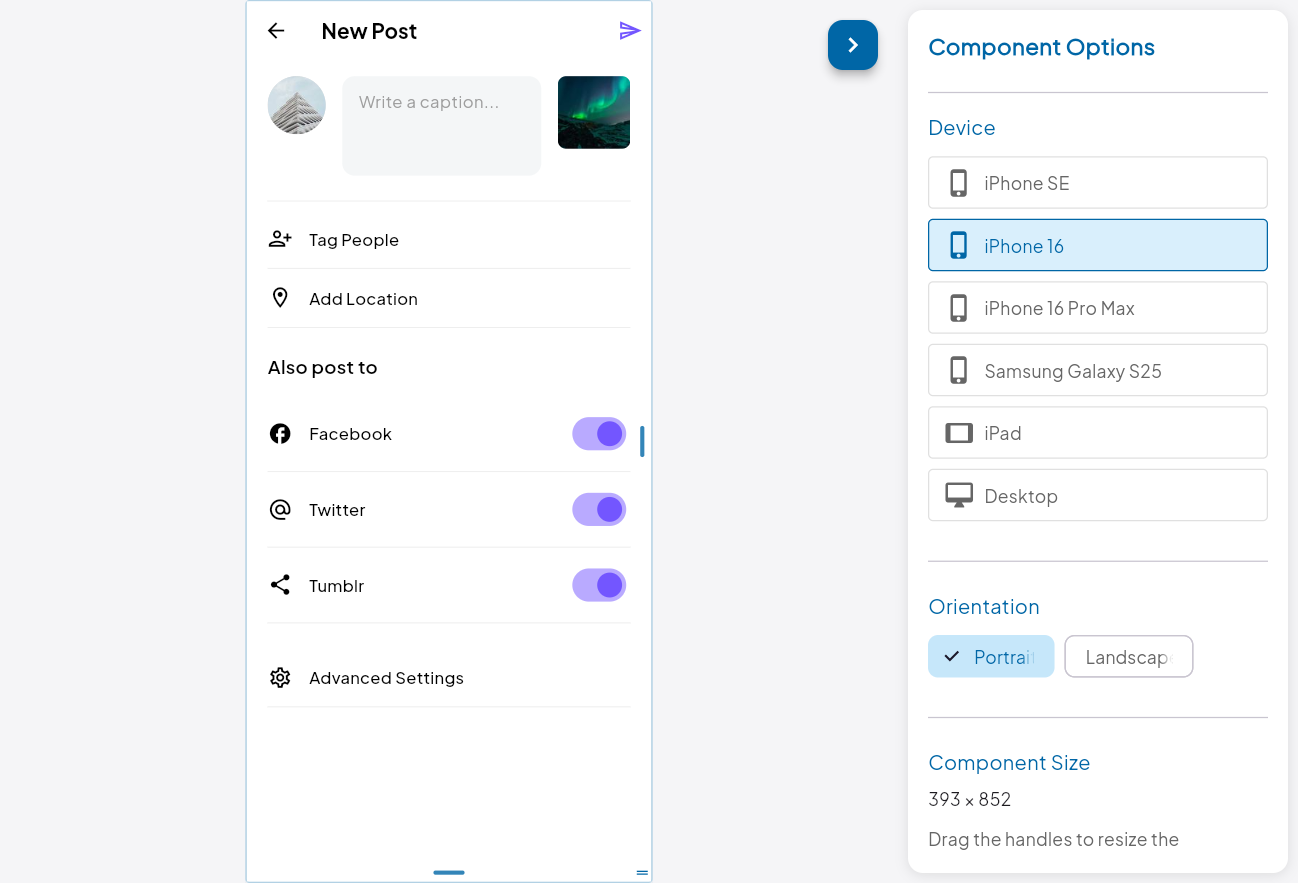 New Post
Write a caption...
Tag People
Add Location
Also post to
Facebook
Twitter
Tumblr
Advanced Settings
Component Options
Device
iPhone SE
iPhone 16
iPhone 16 Pro Max
Samsung Galaxy S25
iPad
Desktop
Orientation
Portrait
Landscap
Component Size
393 × 852
Drag the handles to resize the